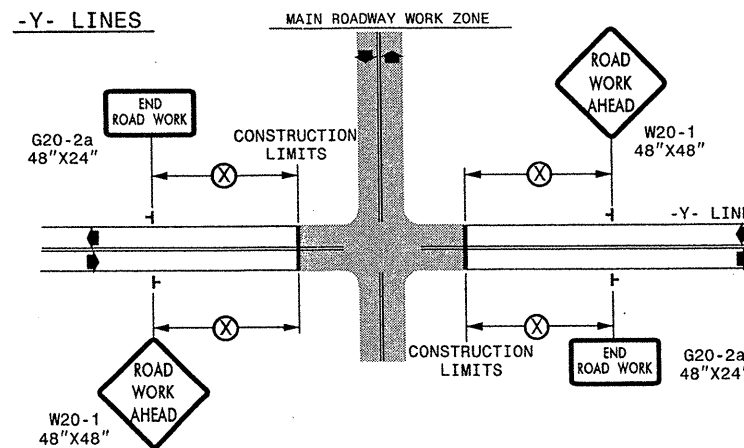 -Y- LINES
MAIN ROADWAY WORK ZONE
END
ROAD WORK
G20-2a
48"X24"
CONSTRUCTION
LIMITS
X
ROAD
WORK
AHEAD
W20-1
48"X48"
X
-Y- LINE
X
ROAD
WORK
AHEAD
W20-1
48"X48"
X
CONSTRUCTION
LIMITS
END
ROAD WORK
G20-2a
48"X24"